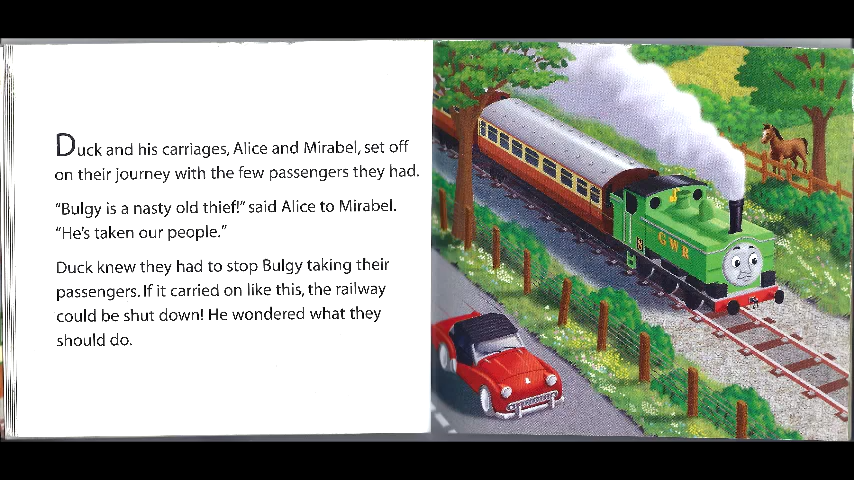 Duck and his carriages, Alice and Mirabel, set off
on their journey with the few passengers they had.
"Bulgy is a nasty old thief!" said Alice to Mirabel.
"He's taken our people."
Duck knew they had to stop Bulgy taking their
passengers. If it carried on like this, the railway
could be shut down! He wondered what they
should do.
GWR